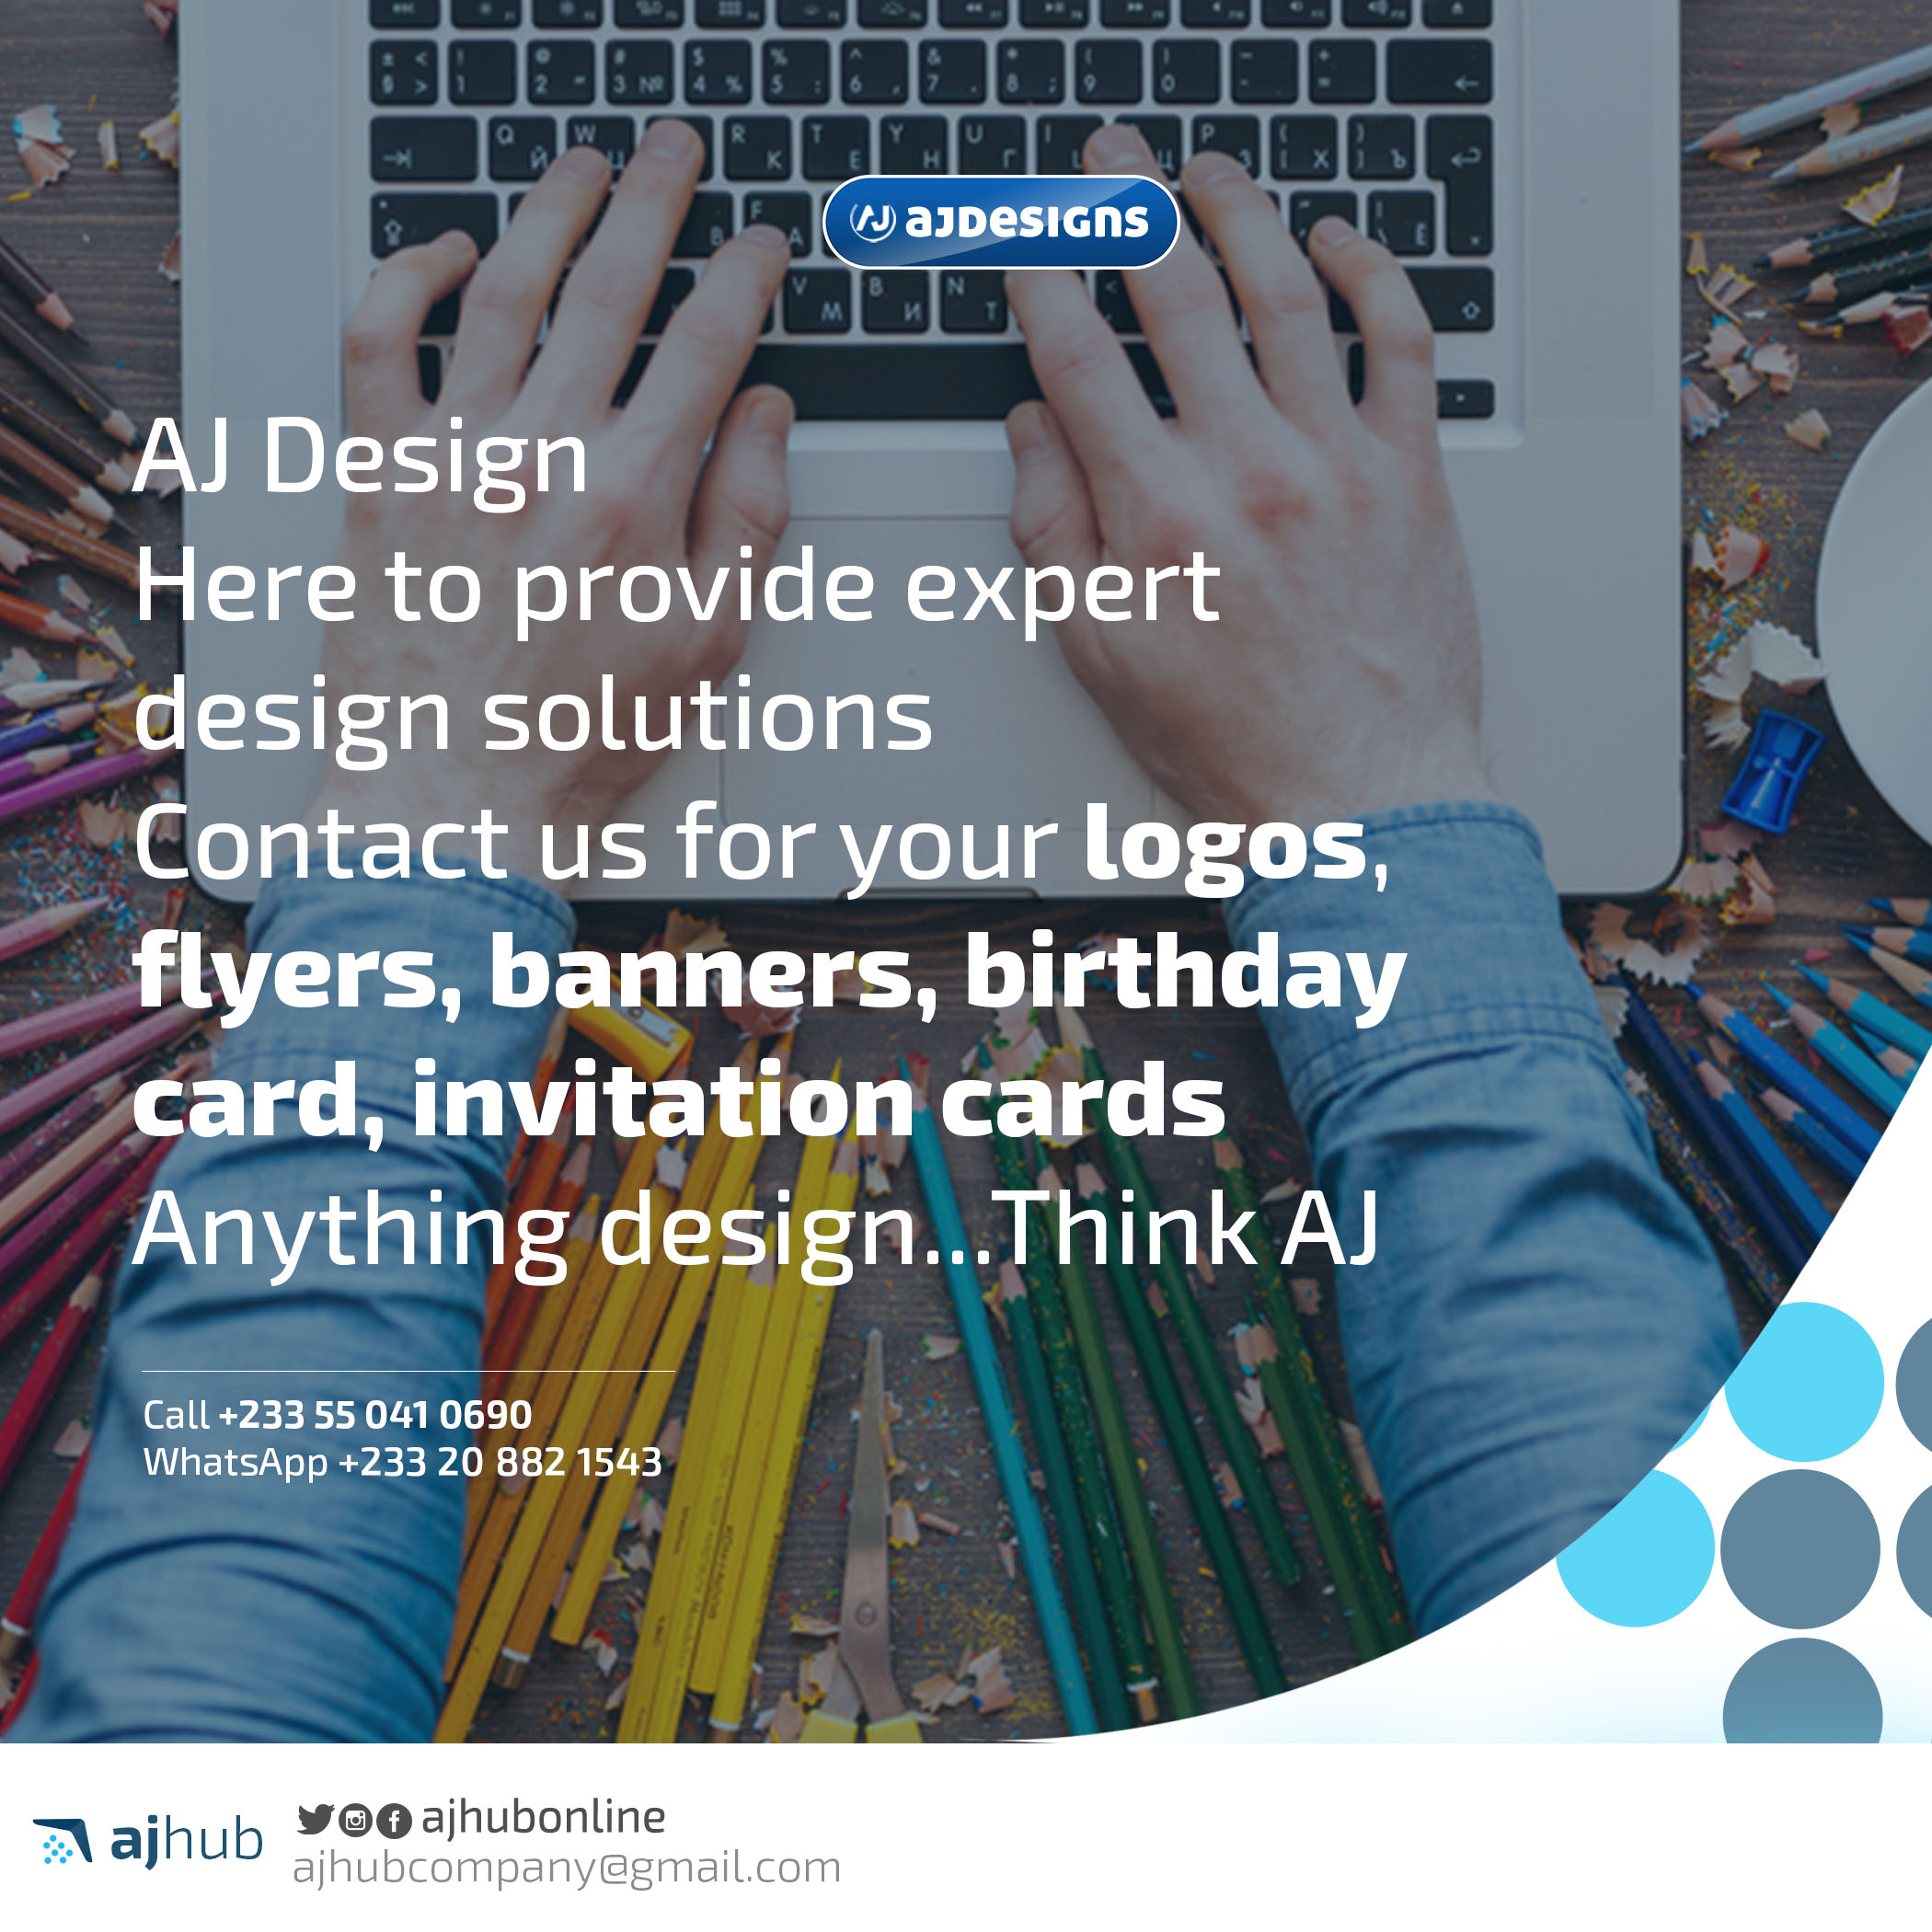 AJDESIGNS
AJ Design
Here to provide expert
design solutions
Contact us for your logos,
flyers, banners, birthday
card, invitation cards
Anything design...Think AJ
Call +233 55 041 0690
WhatsApp +233 20 882 1543
ajhub
ajhubonline
ajhubcompany@gmail.com